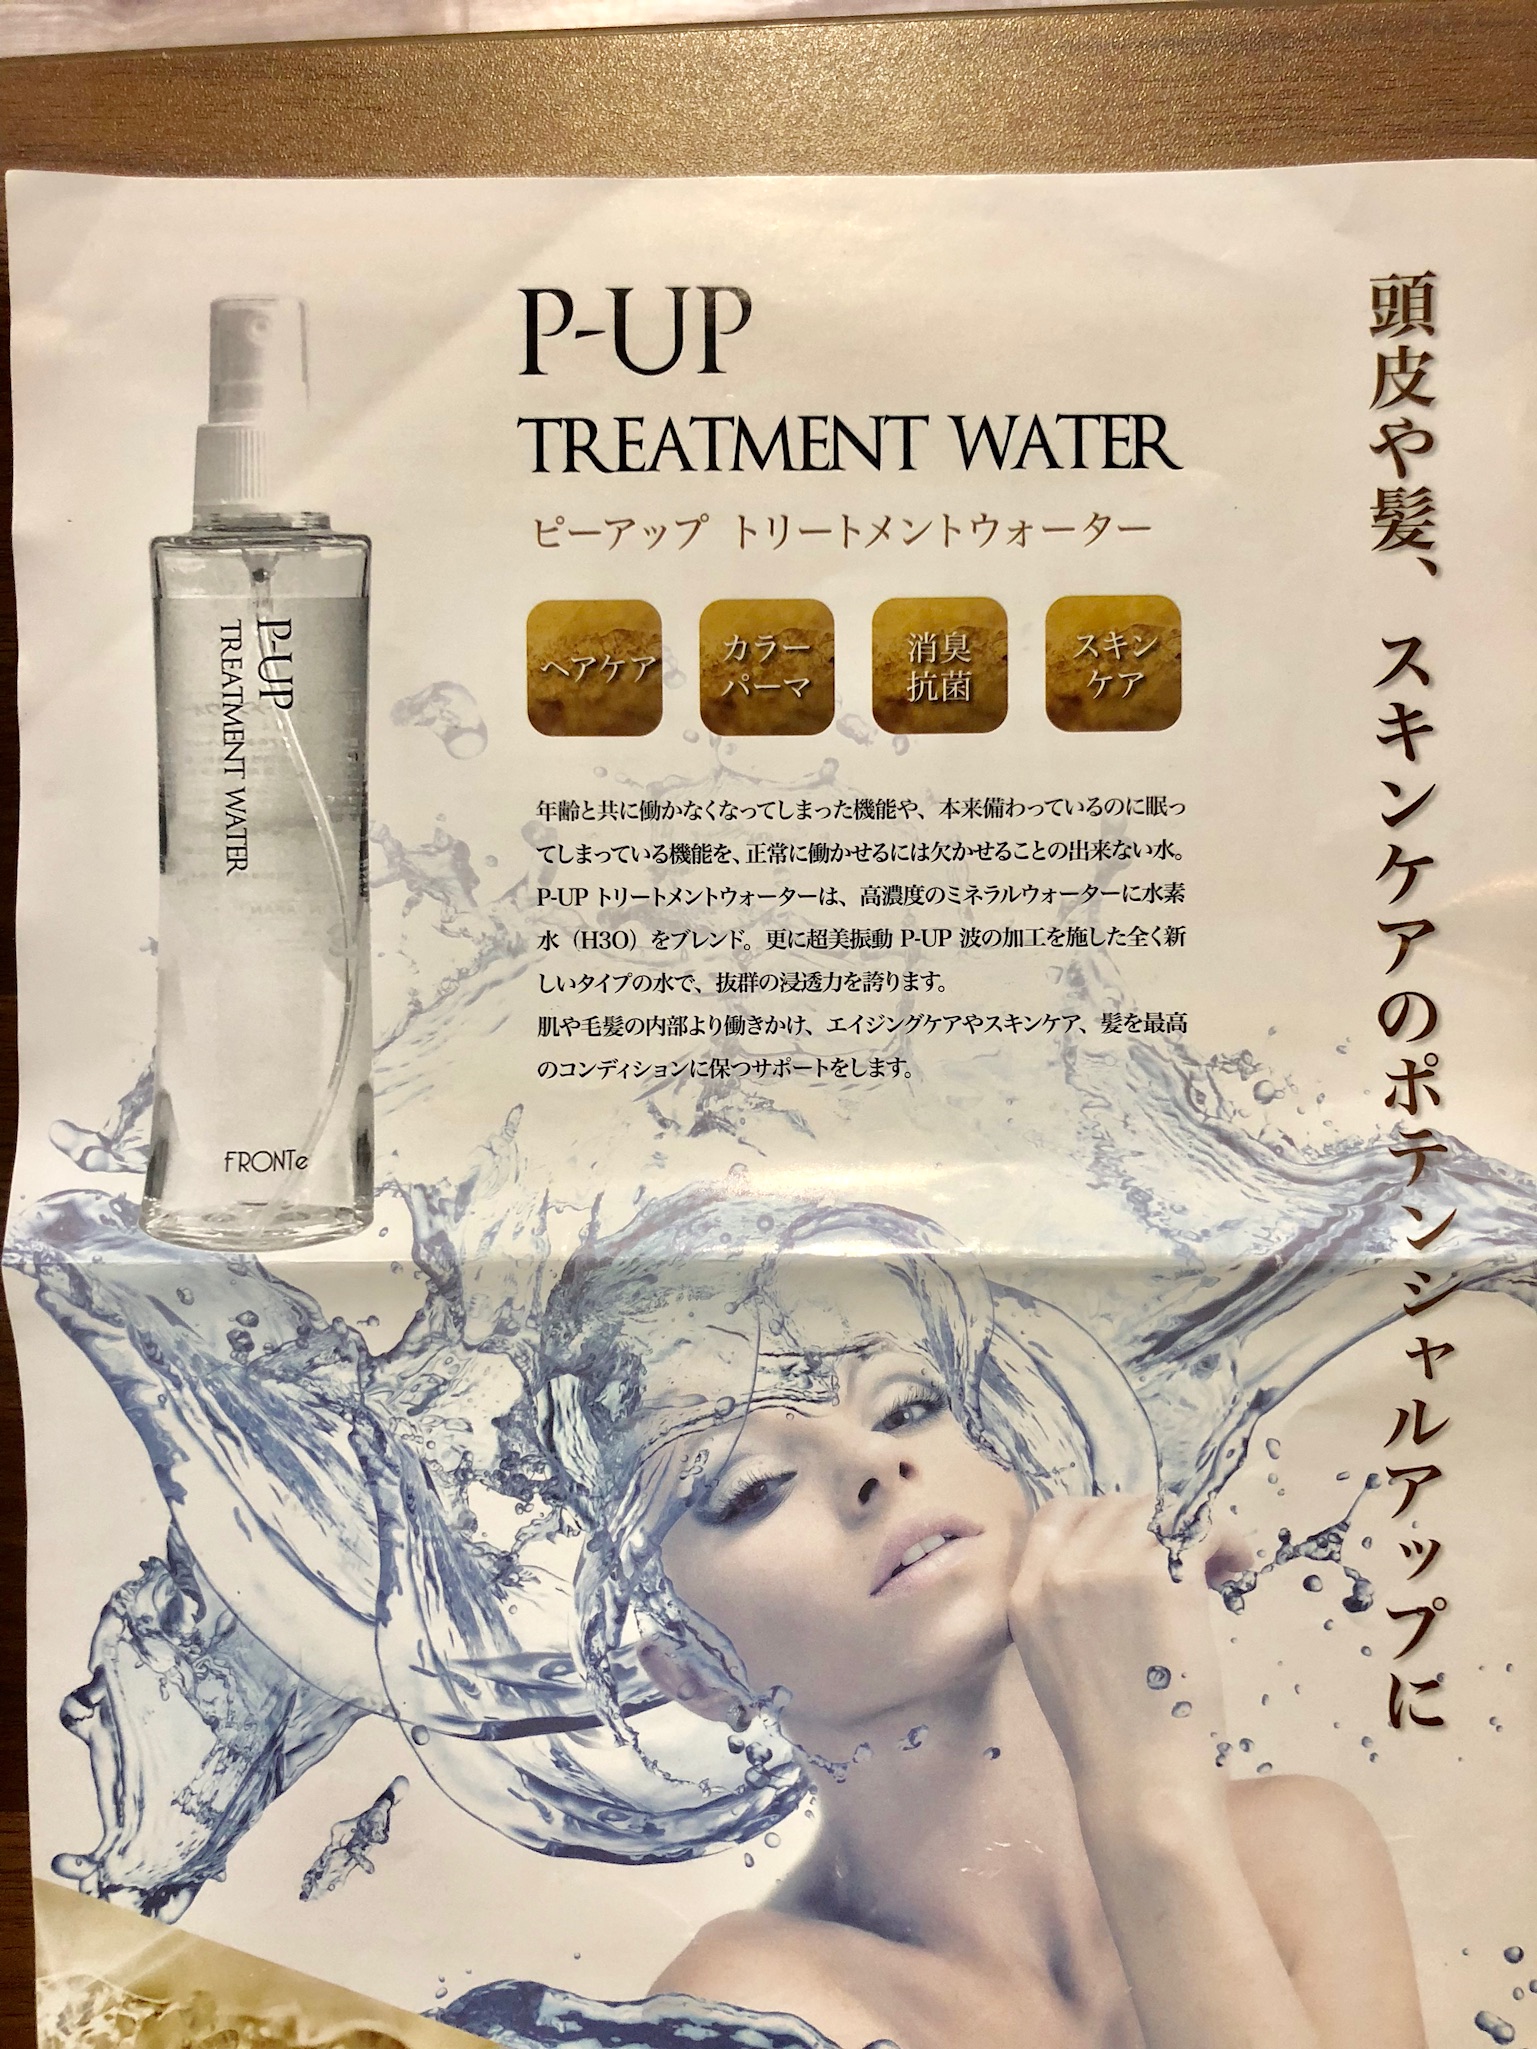 P-UP
TREATMENT WATER
ピーアップ トリートメントウォーター
ヘアケア
カラー
パーマ
消臭
抗菌
スキン
ケア
年齢と共に働かなくなってしまった機能や、本来備わっているのに眠っ
てしまっている機能を、正常に働かせるには欠かせることの出来ない水。
P-UP トリートメントウォーターは、高濃度のミネラルウォーターに水素
水（H3O）をブレンド。更に超美振動 P-UP 波の加工を施した全く新
しいタイプの水で、抜群の浸透力を誇ります。
肌や毛髪の内部より働きかけ、エイジングケアやスキンケア、髪を最高
のコンディションに保つサポートをします。
頭皮や髪、スキンケアのポテンシャルアップに
P-UP
TREATMENT WATER
FRONTe